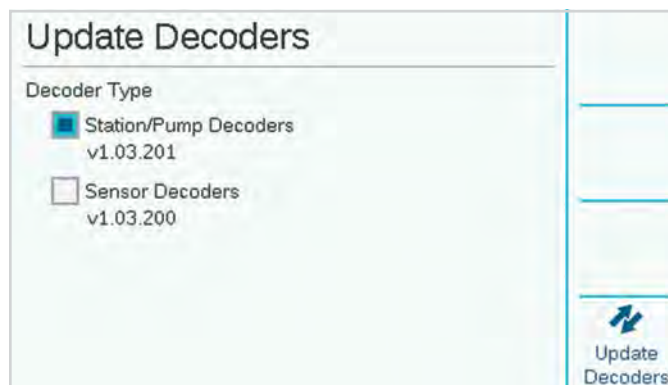 Update Decoders
Decoder Type
Station/Pump Decoders
v1.03.201
Sensor Decoders
v1.03.200
Update
Decoders